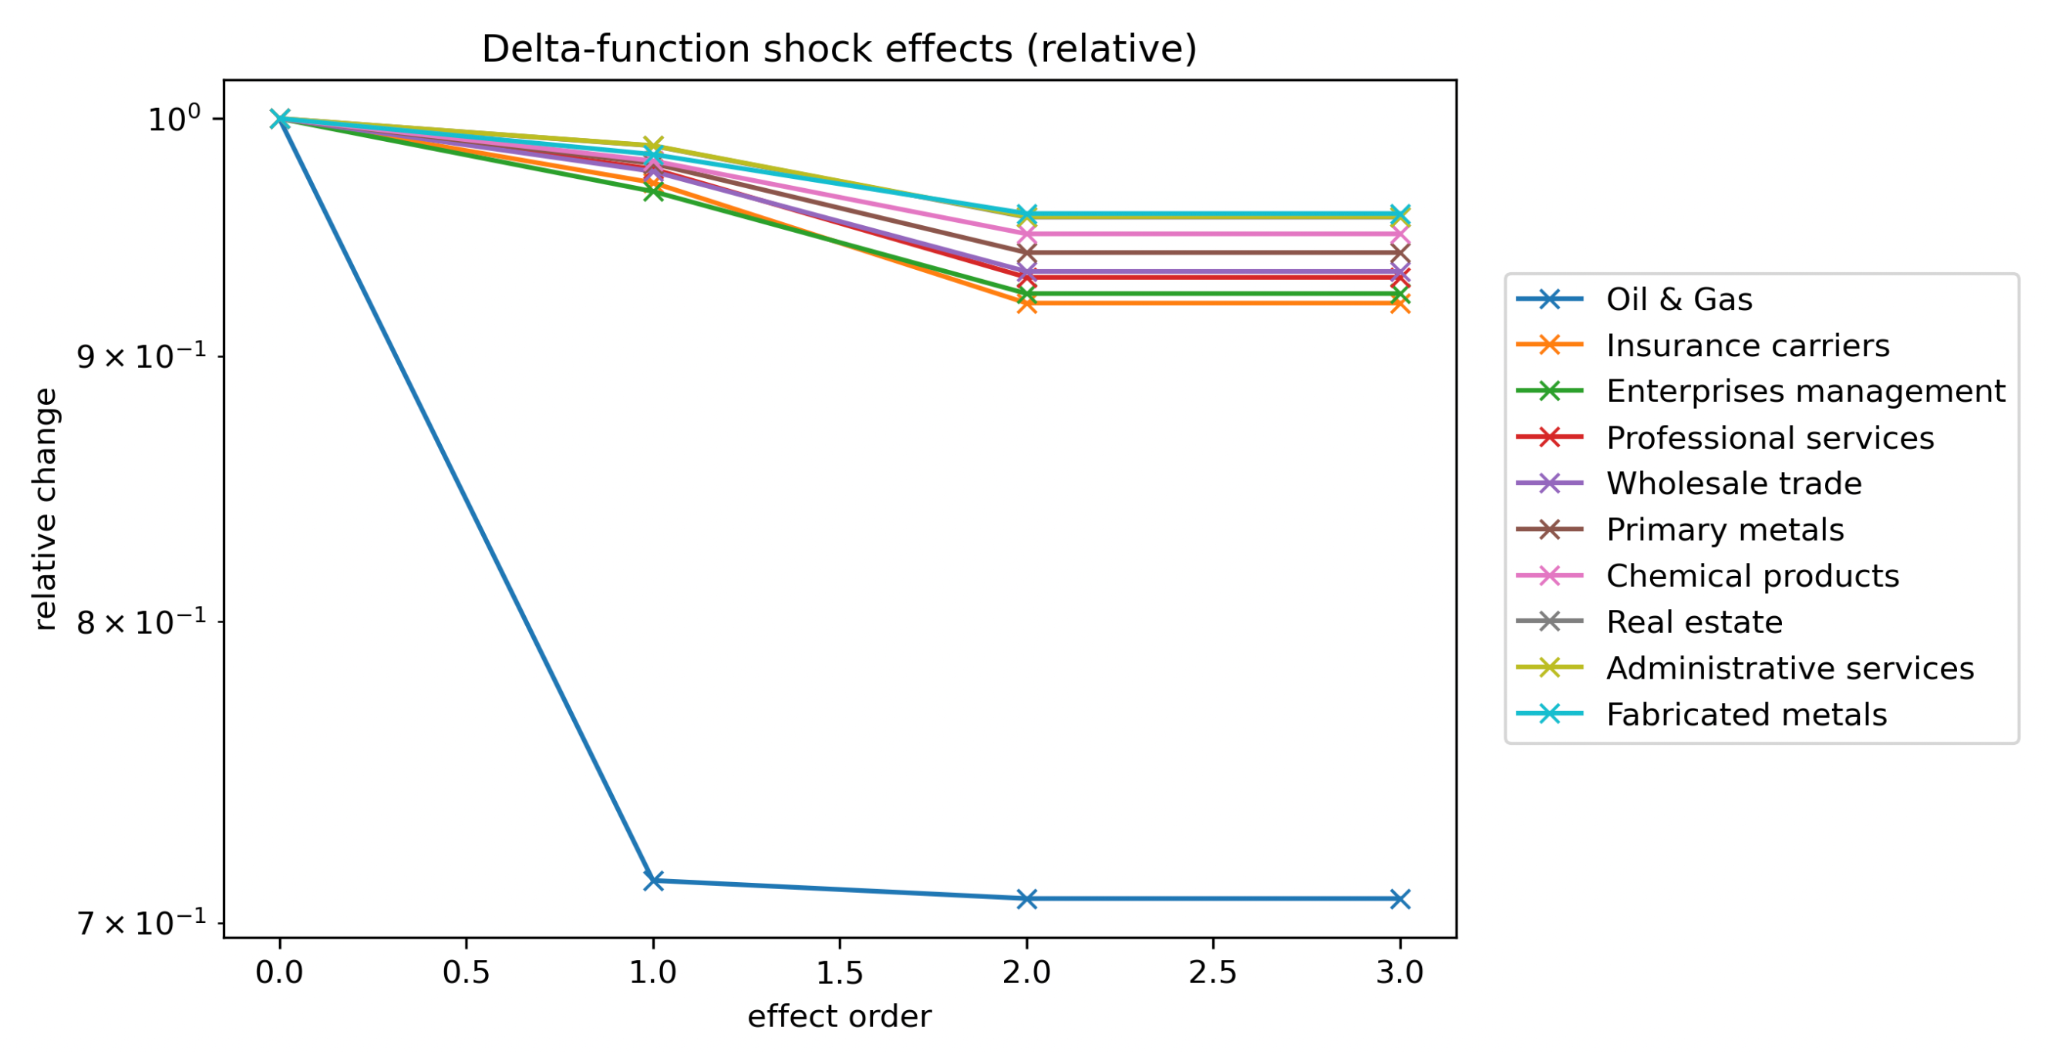 Delta-function shock effects (relative)
10⁰
9 × 10⁻¹
8 × 10⁻¹
7 × 10⁻¹
relative change
0.0 0.5 1.0 1.5 2.0 2.5 3.0
effect order
Oil & Gas
Insurance carriers
Enterprises management
Professional services
Wholesale trade
Primary metals
Chemical products
Real estate
Administrative services
Fabricated metals